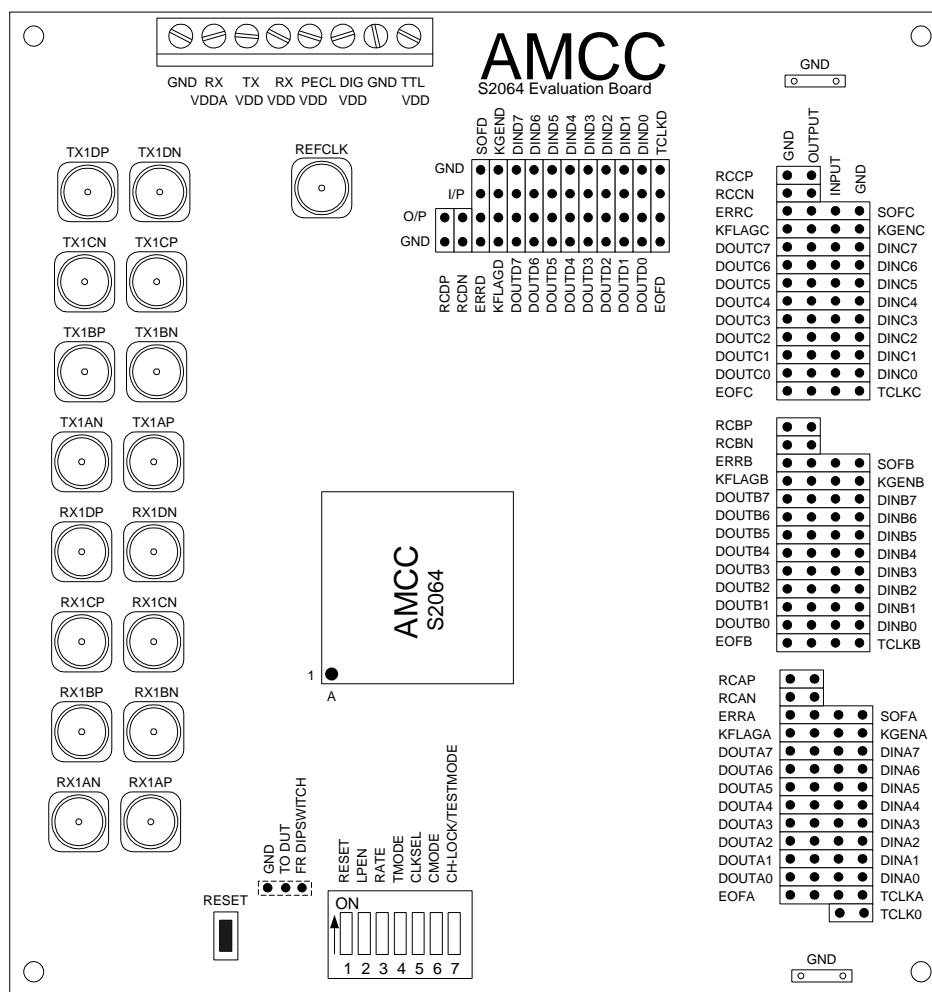 AMCC
S2064 Evaluation Board
GND RX TX RX PECL DIG GND TTL
VDDA VDD VDD VDD VDD VDD
GND
TX1DP TX1DN
REFCLK
TX1CN TX1CP
TX1BP TX1BN
TX1AN TX1AP
RX1DP RX1DN
RX1CP RX1CN
RX1BP RX1BN
RX1AN RX1AP
SOFD KGEND DIND7 DIND6 DIND5 DIND4 DIND3 DIND2 DIND1 DIND0 TCLKD
GND
I/P
O/P
GND
RCDP RCDN ERRD KFLAGD DOUTD7 DOUTD6 DOUTD5 DOUTD4 DOUTD3 DOUTD2 DOUTD1 DOUTD0 EOFD
GND OUTPUT INPUT GND
RCCP
RCCN
ERRC SOFC
KFLAGC KGENC
DOUTC7 DINC7
DOUTC6 DINC6
DOUTC5 DINC5
DOUTC4 DINC4
DOUTC3 DINC3
DOUTC2 DINC2
DOUTC1 DINC1
DOUTC0 DINC0
EOFC TCLKC
RCBP
RCBN
ERRB SOFB
KFLAGB KGENB
DOUTB7 DINB7
DOUTB6 DINB6
DOUTB5 DINB5
DOUTB4 DINB4
DOUTB3 DINB3
DOUTB2 DINB2
DOUTB1 DINB1
DOUTB0 DINB0
EOFB TCLKB
RCAP
RCAN
ERRA SOFA
KFLAGA KGENA
DOUTA7 DINA7
DOUTA6 DINA6
DOUTA5 DINA5
DOUTA4 DINA4
DOUTA3 DINA3
DOUTA2 DINA2
DOUTA1 DINA1
DOUTA0 DINA0
EOFA TCLKA
TCLK0
AMCC
S2064
1
A
GND
TO DUT
FR DIPSWITCH
RESET
RESET
LPEN
RATE
TMODE
CLKSEL
CMODE
CH-LOCK/TESTMODE
ON
1 2 3 4 5 6 7
GND